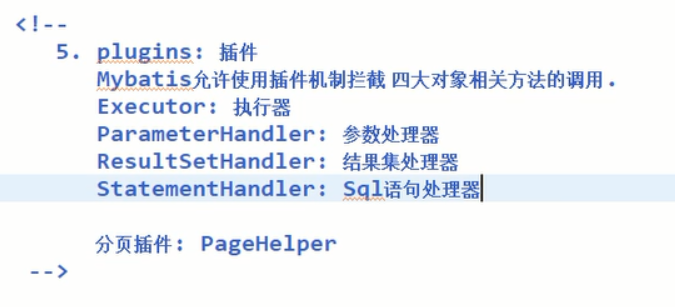 <!--
5. plugins: 插件
Mybatis允许使用插件机制拦截 四大对象相关方法的调用.
Executor: 执行器
ParameterHandler: 参数处理器
ResultSetHandler: 结果集处理器
StatementHandler: Sql语句处理器
分页插件: PageHelper
-->